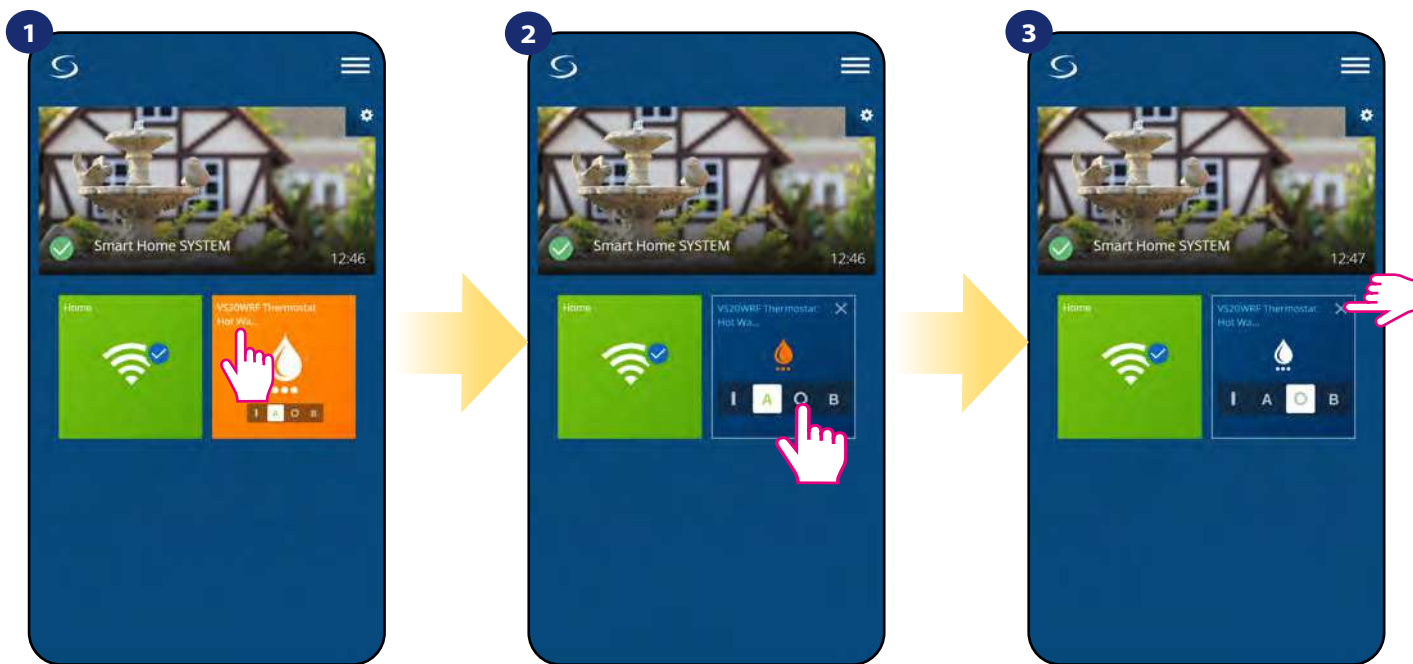 1
Smart Home SYSTEM
12:46
Home
VS20WRF Thermostat
Hot Wa...
I A O B
2
Smart Home SYSTEM
12:46
Home
VS20WRF Thermostat
Hot Wa...
I A O B
3
Smart Home SYSTEM
12:47
Home
VS20WRF Thermostat
Hot Wa...
I A O B